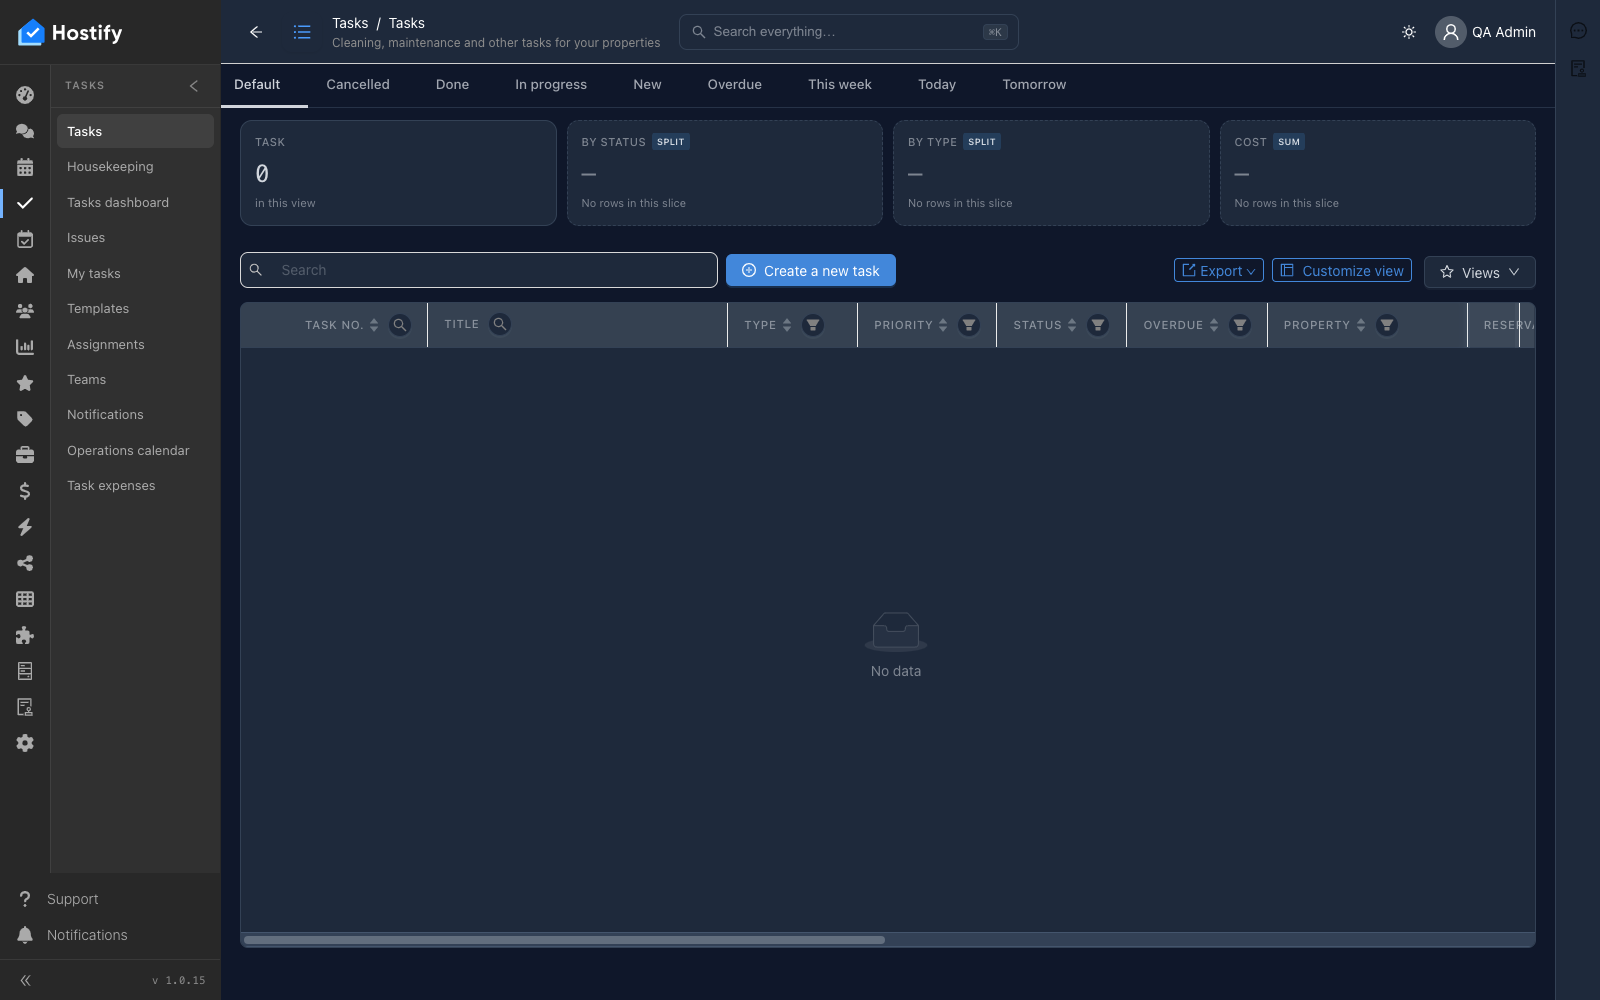 Hostify
Tasks / Tasks
Cleaning, maintenance and other tasks for your properties
Search everything...
⌘K
QA Admin
TASKS
Tasks
Housekeeping
Tasks dashboard
Issues
My tasks
Templates
Assignments
Teams
Notifications
Operations calendar
Task expenses
Support
Notifications
v 1.0.15
Default
Cancelled
Done
In progress
New
Overdue
This week
Today
Tomorrow
TASK
0
in this view
BY STATUS SPLIT
—
No rows in this slice
BY TYPE SPLIT
—
No rows in this slice
COST SUM
—
No rows in this slice
Search
Create a new task
Export
Customize view
Views
TASK NO.
TITLE
TYPE
PRIORITY
STATUS
OVERDUE
PROPERTY
RESERVA
No data